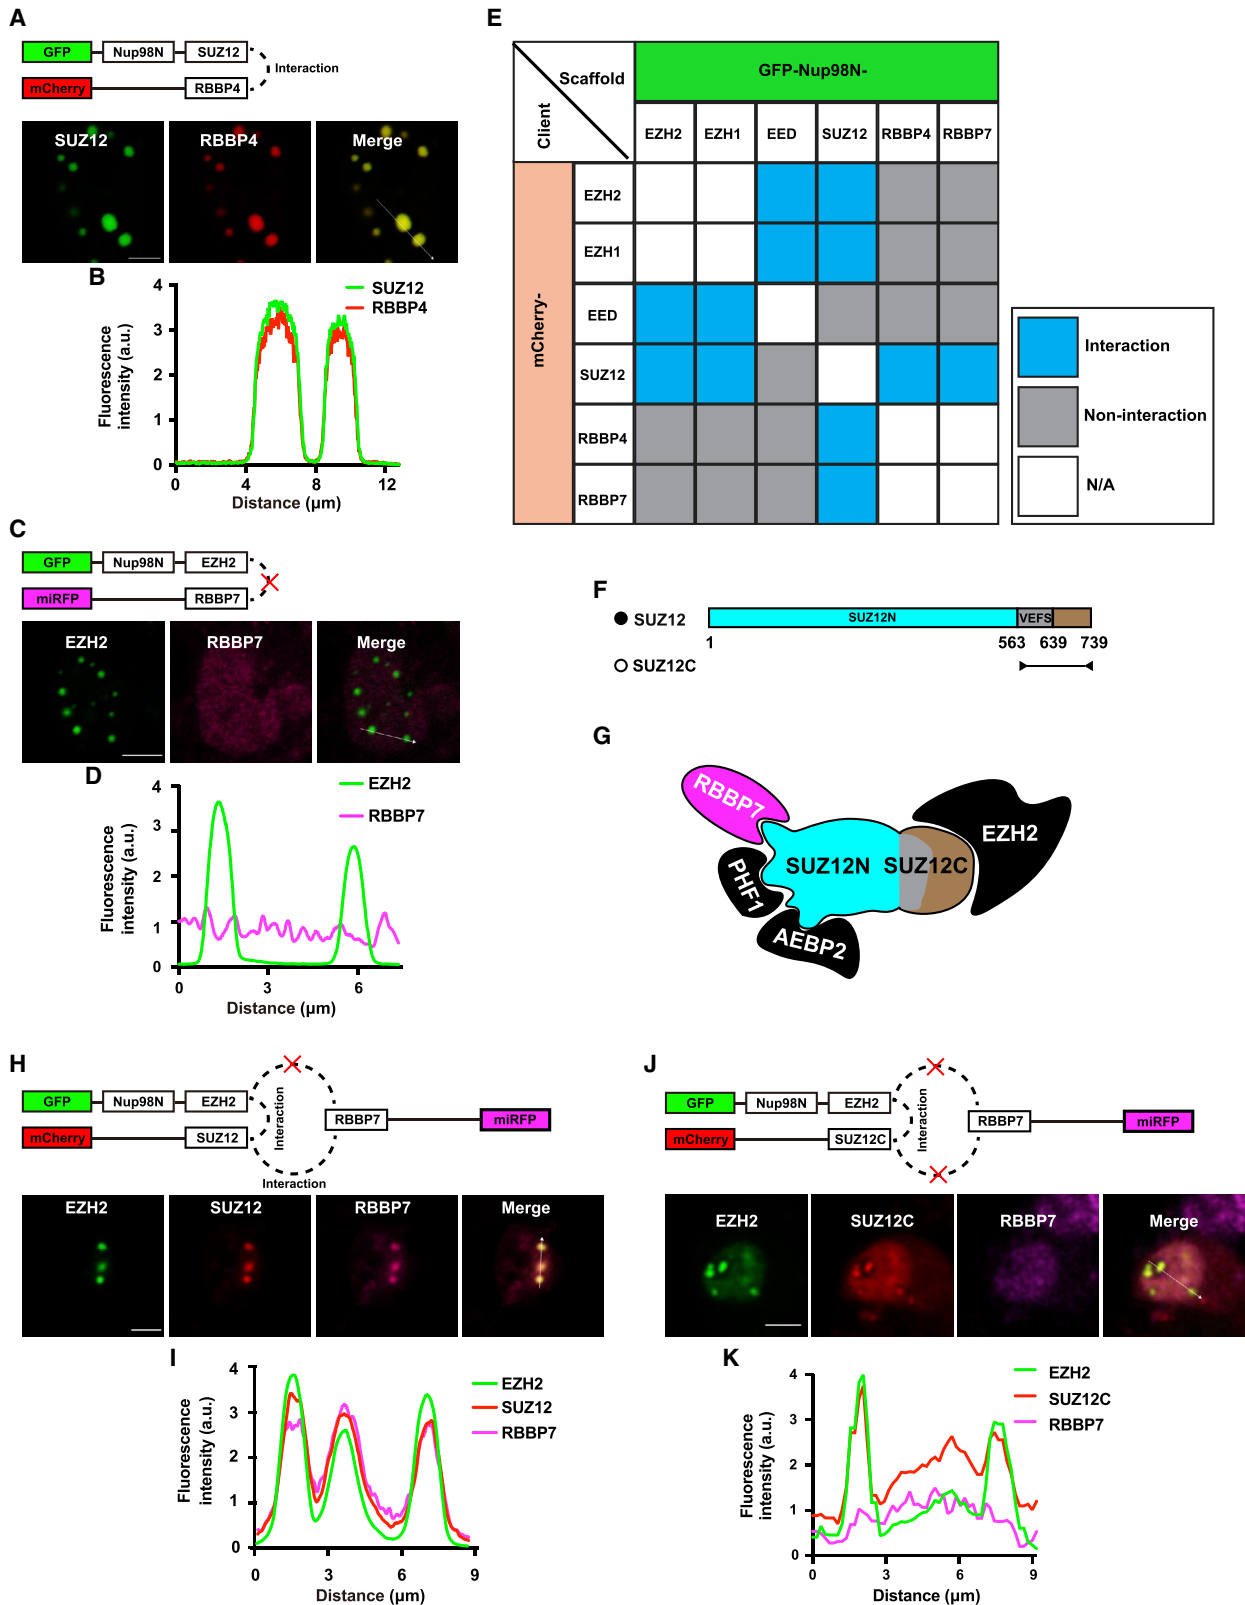 A
GFP Nup98N SUZ12
Interaction
mCherry RBBP4
SUZ12 RBBP4 Merge
B
SUZ12
RBBP4
Fluorescence
intensity (a.u.)
4
3
2
1
0
0 4 8 12
Distance (µm)
C
GFP Nup98N EZH2
miRFP RBBP7
EZH2 RBBP7 Merge
D
EZH2
RBBP7
Fluorescence
intensity (a.u.)
4
3
2
1
0
0 3 6
Distance (µm)
E
Scaffold
Client
GFP-Nup98N-
EZH2 EZH1 EED SUZ12 RBBP4 RBBP7
mCherry-
EZH2
EZH1
EED
SUZ12
RBBP4
RBBP7
Interaction
Non-interaction
N/A
F
SUZ12 SUZ12N VEFS
1 563 639 739
SUZ12C
G
RBBP7
EZH2
SUZ12N SUZ12C
PHF1
AEBP2
H
GFP Nup98N EZH2
Interaction
RBBP7 miRFP
mCherry SUZ12
Interaction
EZH2 SUZ12 RBBP7 Merge
I
EZH2
SUZ12
RBBP7
Fluorescence
intensity (a.u.)
4
3
2
1
0
0 3 6 9
Distance (µm)
J
GFP Nup98N EZH2
Interaction
RBBP7 miRFP
mCherry SUZ12C
EZH2 SUZ12C RBBP7 Merge
K
EZH2
SUZ12C
RBBP7
Fluorescence
intensity (a.u.)
4
3
2
1
0
0 3 6 9
Distance (µm)